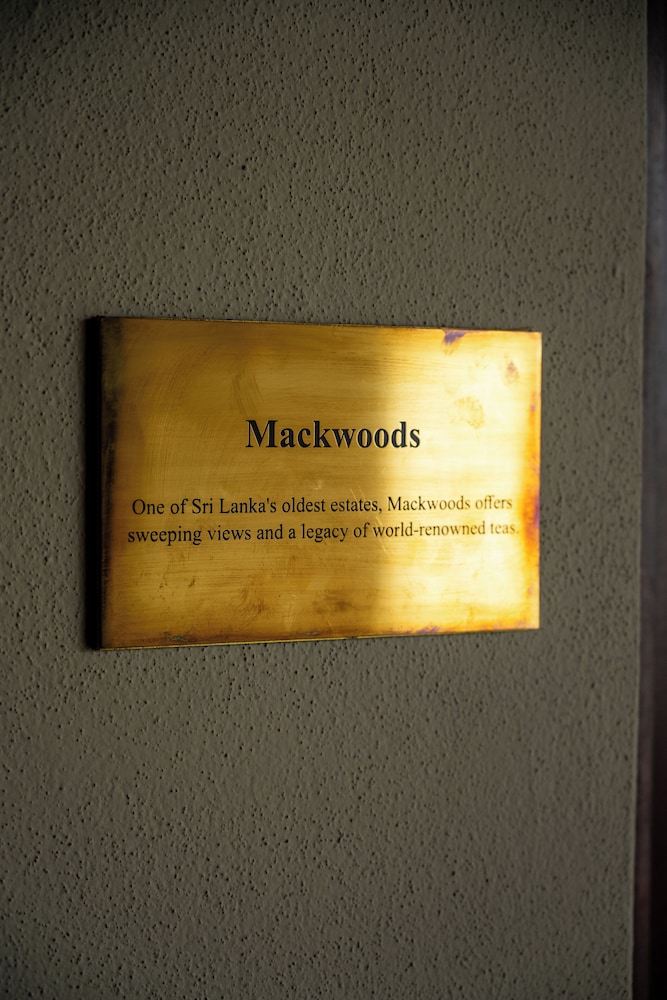 Mackwoods
One of Sri Lanka's oldest estates, Mackwoods offers
sweeping views and a legacy of world-renowned teas.